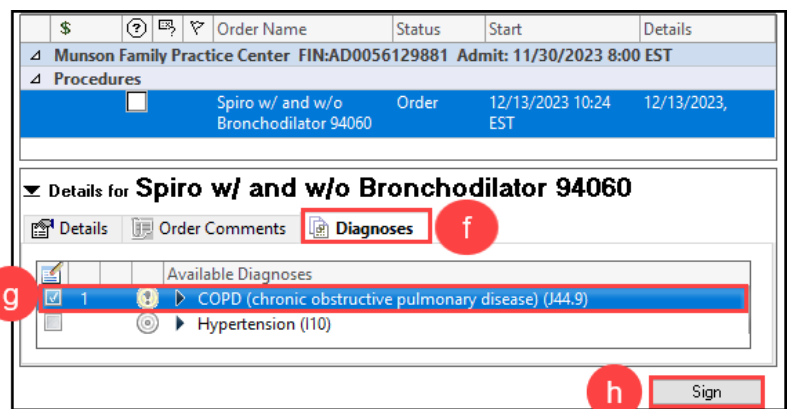 $ ? Order Name Status Start Details
Munson Family Practice Center FIN:AD0056129881 Admit: 11/30/2023 8:00 EST
Procedures
Spiro w/ and w/o Order 12/13/2023 10:24 12/13/2023,
Bronchodilator 94060 EST
Details for Spiro w/ and w/o Bronchodilator 94060
Details Order Comments Diagnoses f
Available Diagnoses
g 1 COPD (chronic obstructive pulmonary disease) (J44.9)
Hypertension (I10)
h Sign